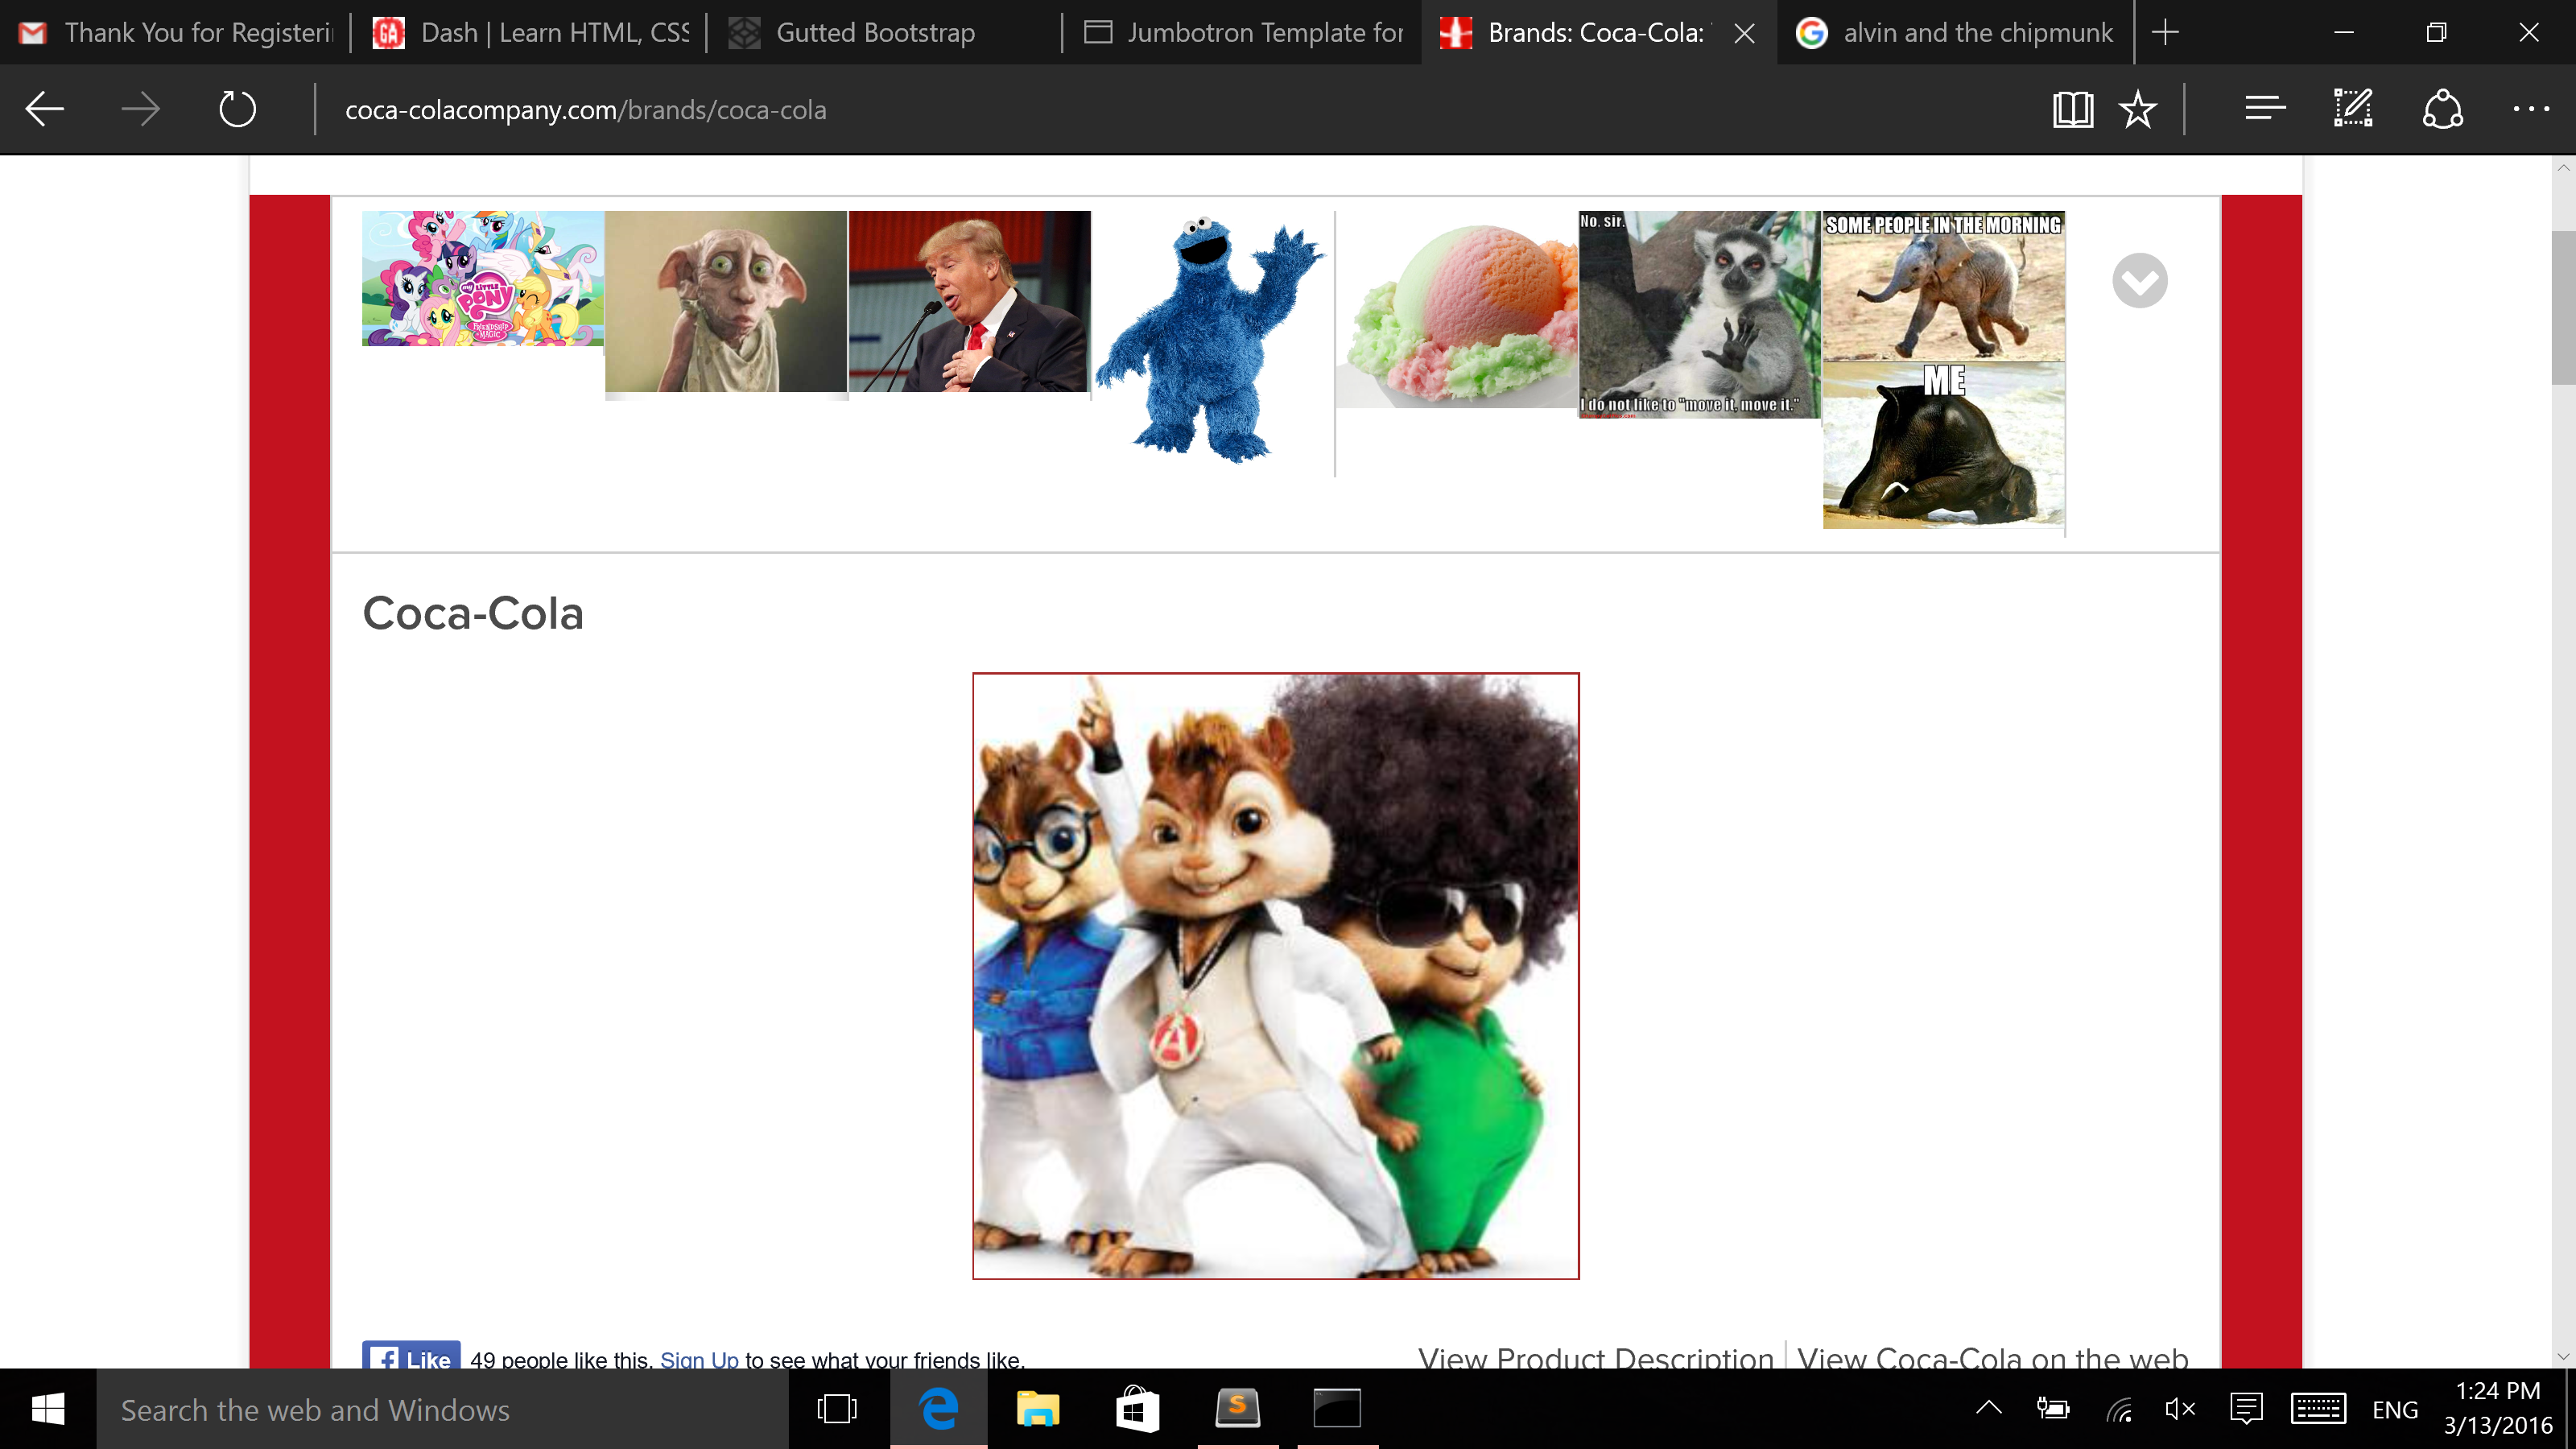 Thank You for Registeri
GA
Dash | Learn HTML, CSS
Gutted Bootstrap
Jumbotron Template for
Brands: Coca-Cola:
alvin and the chipmunk
coca-colacompany.com/brands/coca-cola
my LITTLE
PONY
FRIENDSHIP
is MAGIC
No, sir.
I do not like to "move it, move it."
SOME PEOPLE IN THE MORNING
ME
Coca-Cola
A
Like
49 people like this. Sign Up to see what your friends like.
View Product Description
View Coca-Cola on the web
Search the web and Windows
S
ENG
1:24 PM
3/13/2016